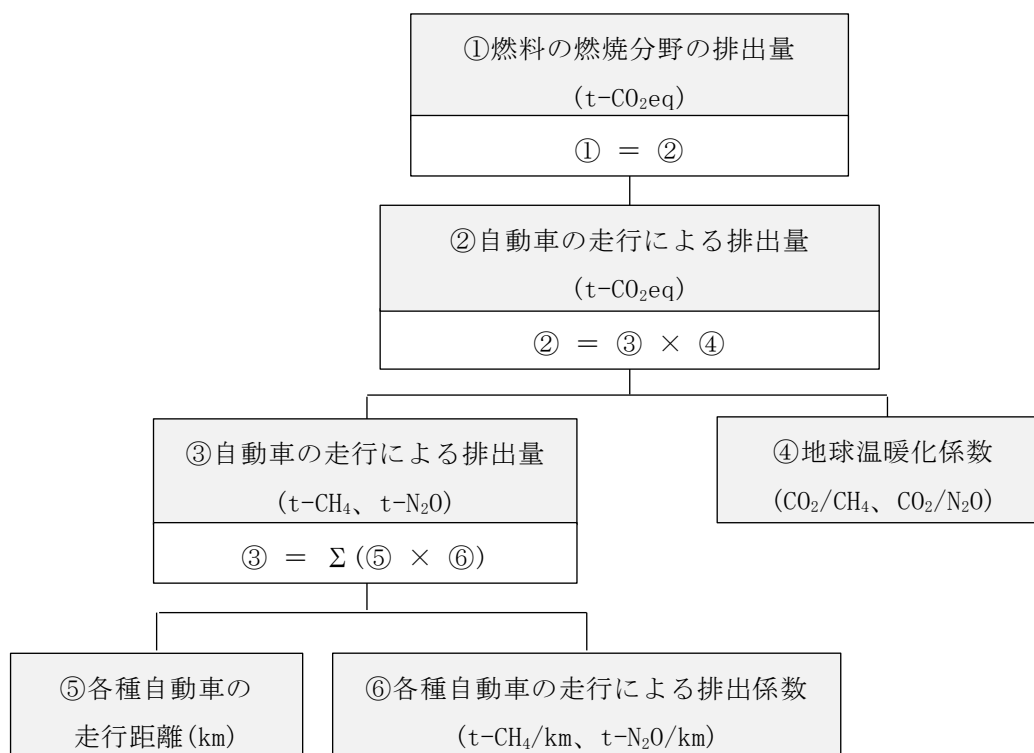 ①燃料の燃焼分野の排出量
(t-CO₂eq)
① = ②
②自動車の走行による排出量
(t-CO₂eq)
② = ③ × ④
③自動車の走行による排出量
(t-CH₄、t-N₂O)
③ = Σ(⑤ × ⑥)
④地球温暖化係数
(CO₂/CH₄、CO₂/N₂O)
⑤各種自動車の
走行距離(km)
⑥各種自動車の走行による排出係数
(t-CH₄/km、t-N₂O/km)